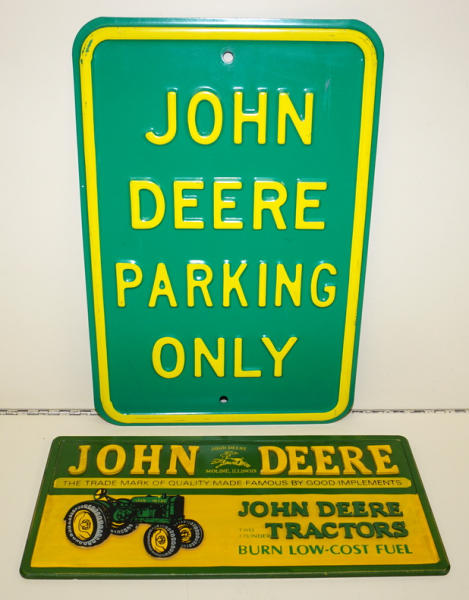 JOHN
DEERE
PARKING
ONLY
JOHN DEERE
JOHN DEERE
MOLINE, ILLINOIS
THE TRADE MARK OF QUALITY MADE FAMOUS BY GOOD IMPLEMENTS
JOHN DEERE
TWO CYLINDER TRACTORS
BURN LOW-COST FUEL